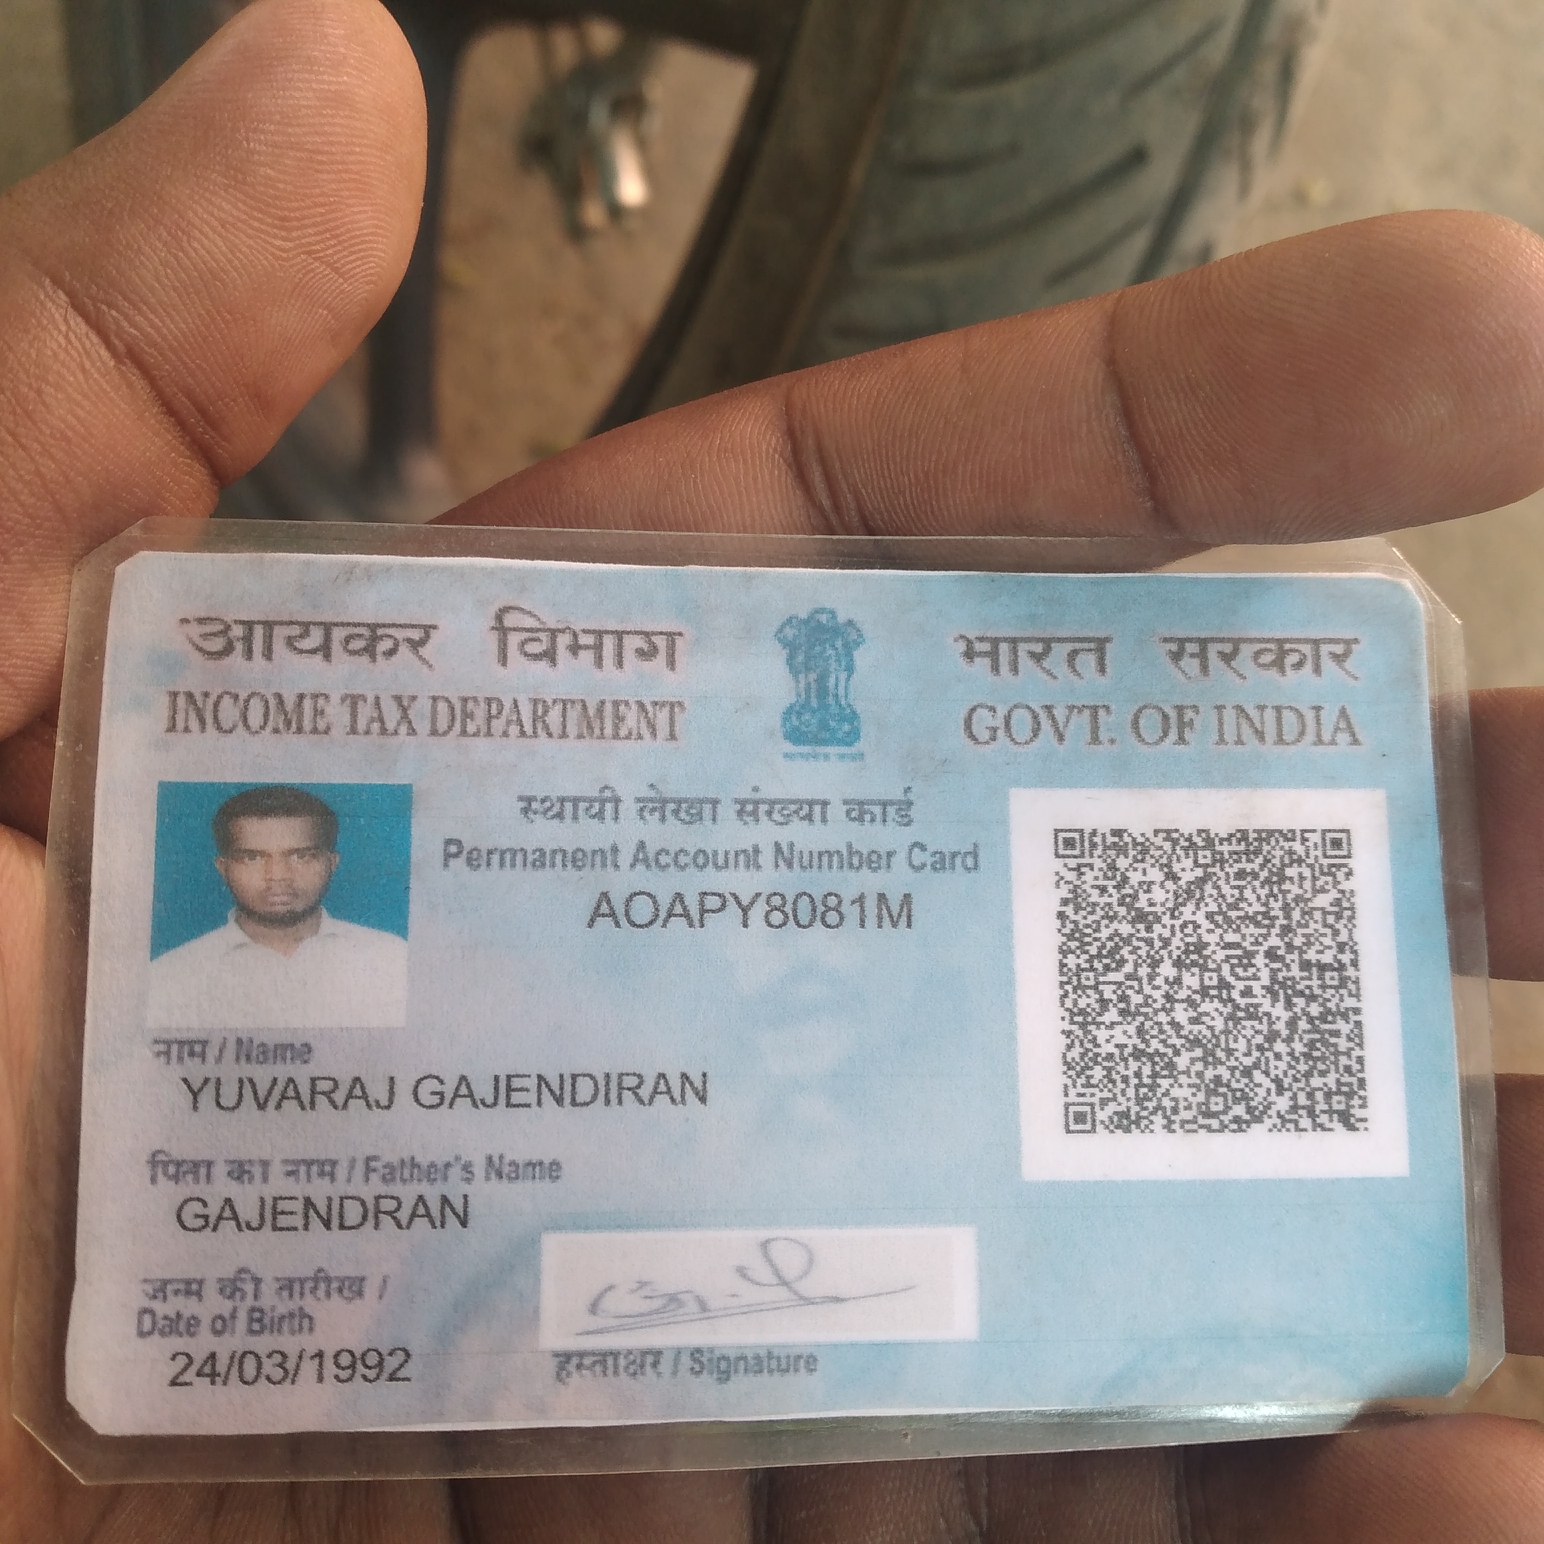 आयकर विभाग
INCOME TAX DEPARTMENT
भारत सरकार
GOVT. OF INDIA
स्थायी लेखा संख्या कार्ड
Permanent Account Number Card
AOAPY8081M
नाम / Name
YUVARAJ GAJENDIRAN
पिता का नाम / Father's Name
GAJENDRAN
जन्म की तारीख /
Date of Birth
24/03/1992
हस्ताक्षर / Signature